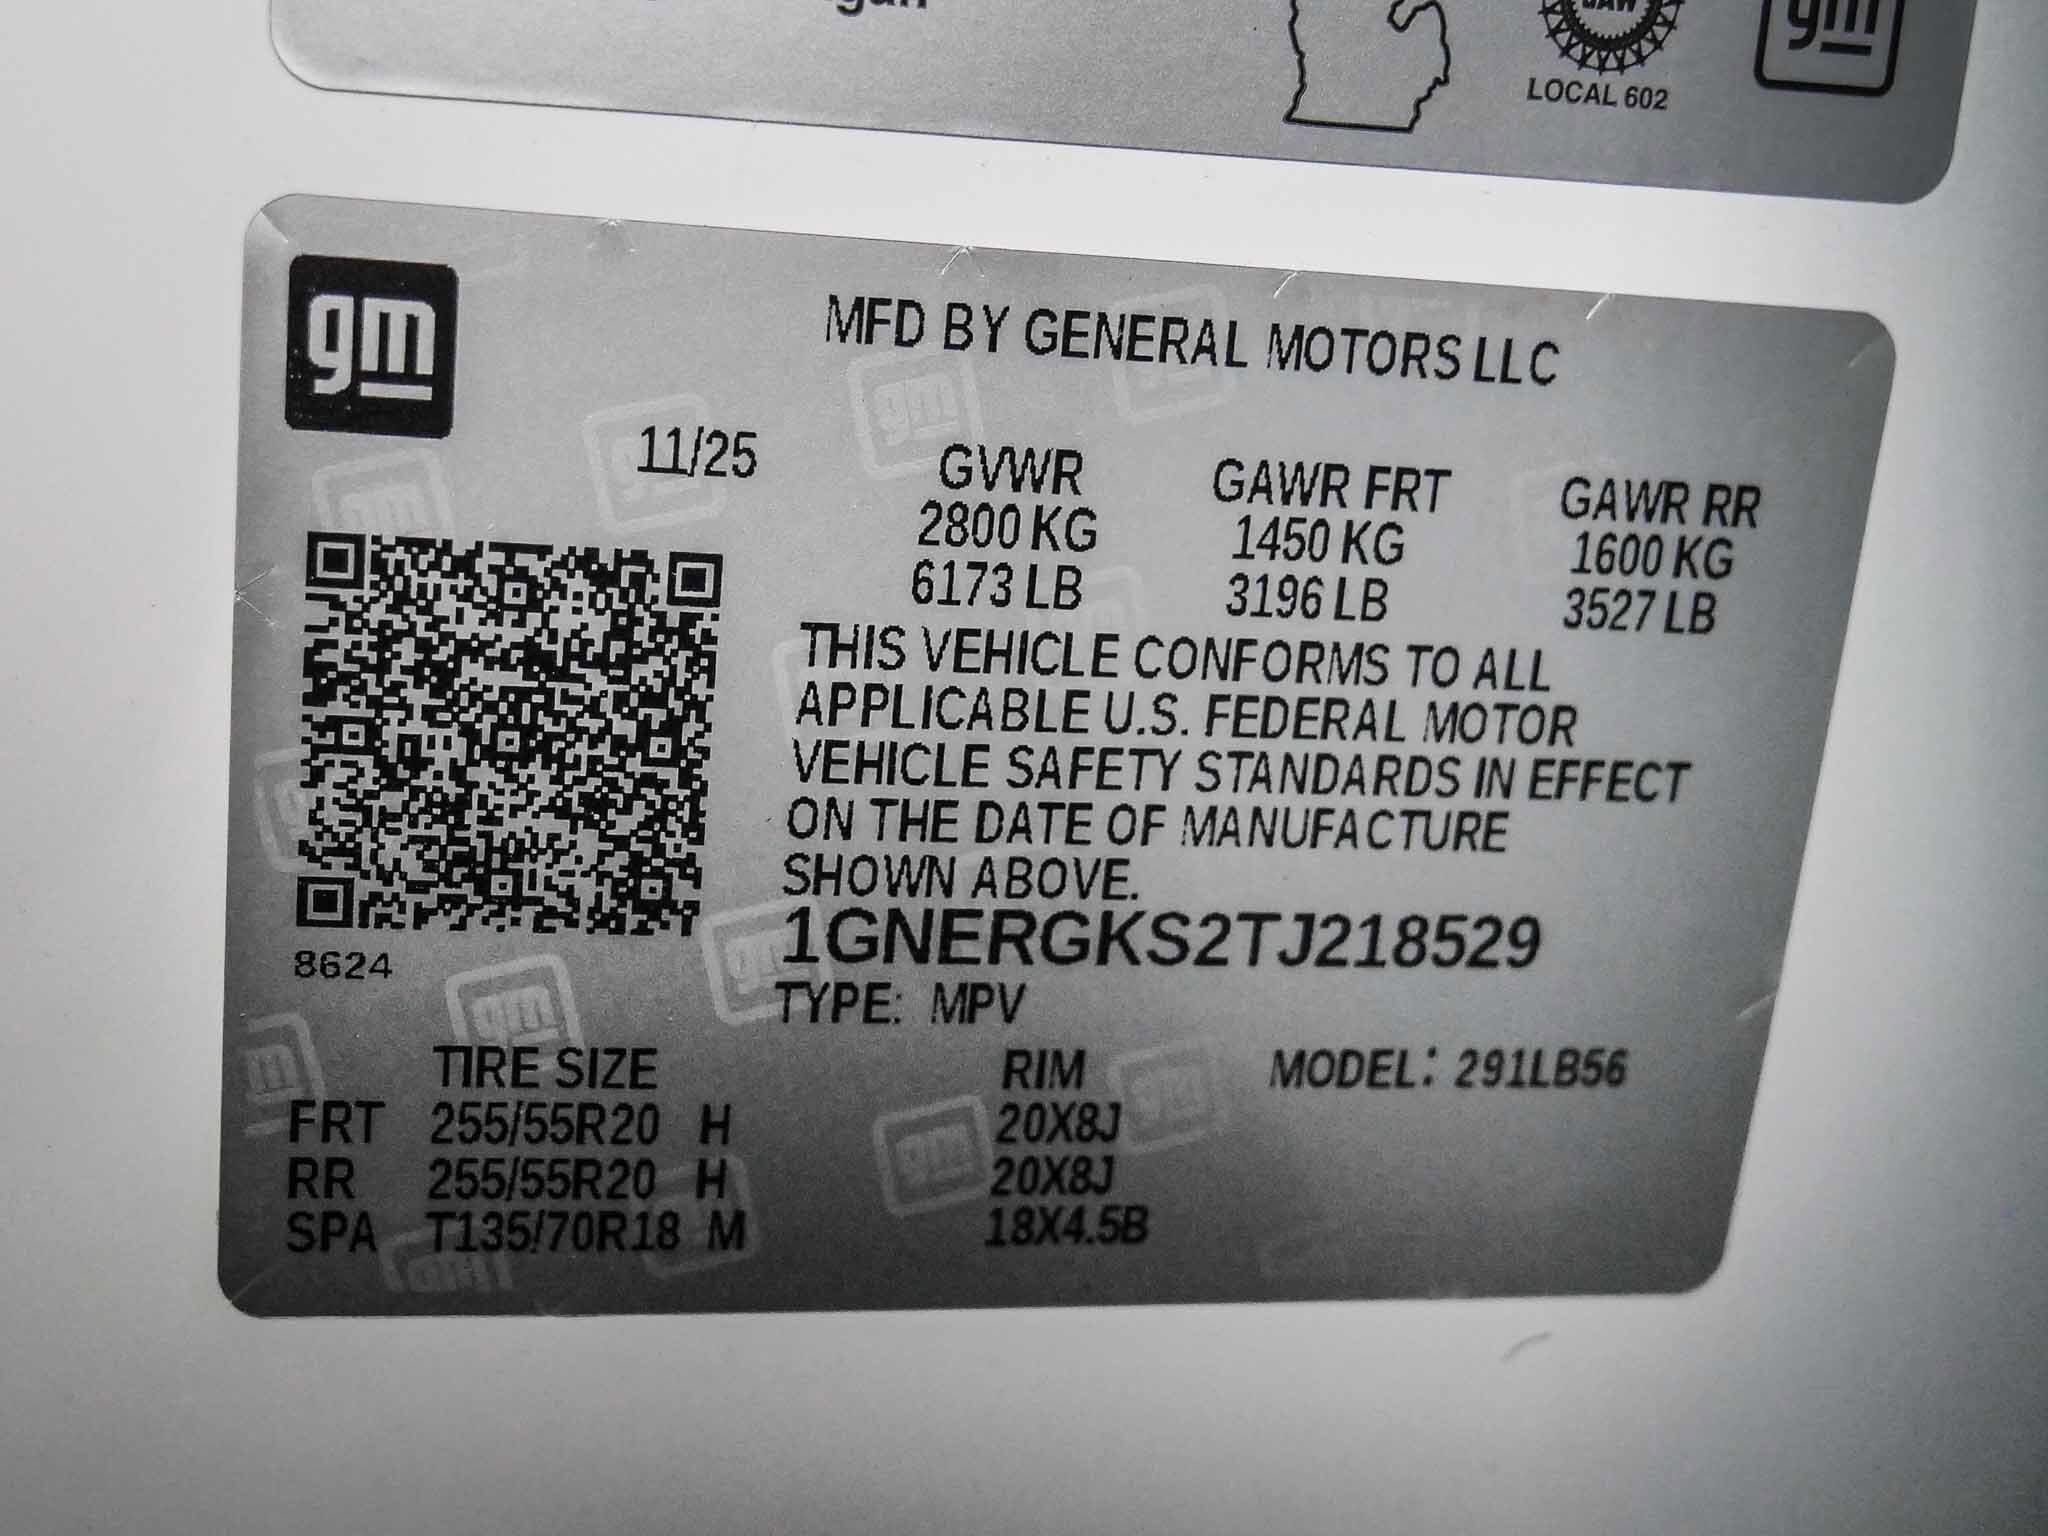 UAW
gm
LOCAL 602
gm
MFD BY GENERAL MOTORS LLC
11/25
GVWR GAWR FRT GAWR RR
2800 KG 1450 KG 1600 KG
6173 LB 3196 LB 3527 LB
THIS VEHICLE CONFORMS TO ALL
APPLICABLE U.S. FEDERAL MOTOR
VEHICLE SAFETY STANDARDS IN EFFECT
ON THE DATE OF MANUFACTURE
SHOWN ABOVE.
1GNERGKS2TJ218529
8624
TYPE: MPV
TIRE SIZE RIM MODEL: 291LB56
FRT 255/55R20 H 20X8J
RR 255/55R20 H 20X8J
SPA T135/70R18 M 18X4.5B